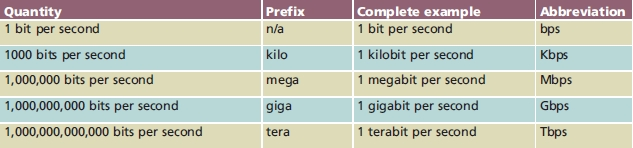 Quantity Prefix Complete example Abbreviation
1 bit per second n/a 1 bit per second bps
1000 bits per second kilo 1 kilobit per second Kbps
1,000,000 bits per second mega 1 megabit per second Mbps
1,000,000,000 bits per second giga 1 gigabit per second Gbps
1,000,000,000,000 bits per second tera 1 terabit per second Tbps